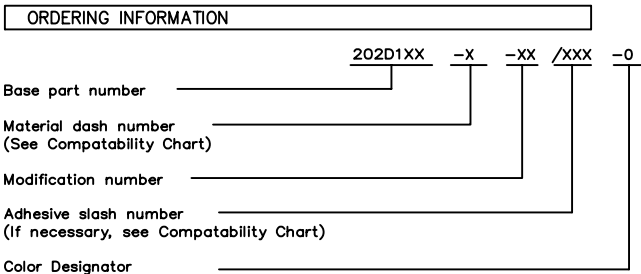 ORDERING INFORMATION
202D1XX -X -XX /XXX -0
Base part number
Material dash number
(See Compatability Chart)
Modification number
Adhesive slash number
(If necessary, see Compatability Chart)
Color Designator